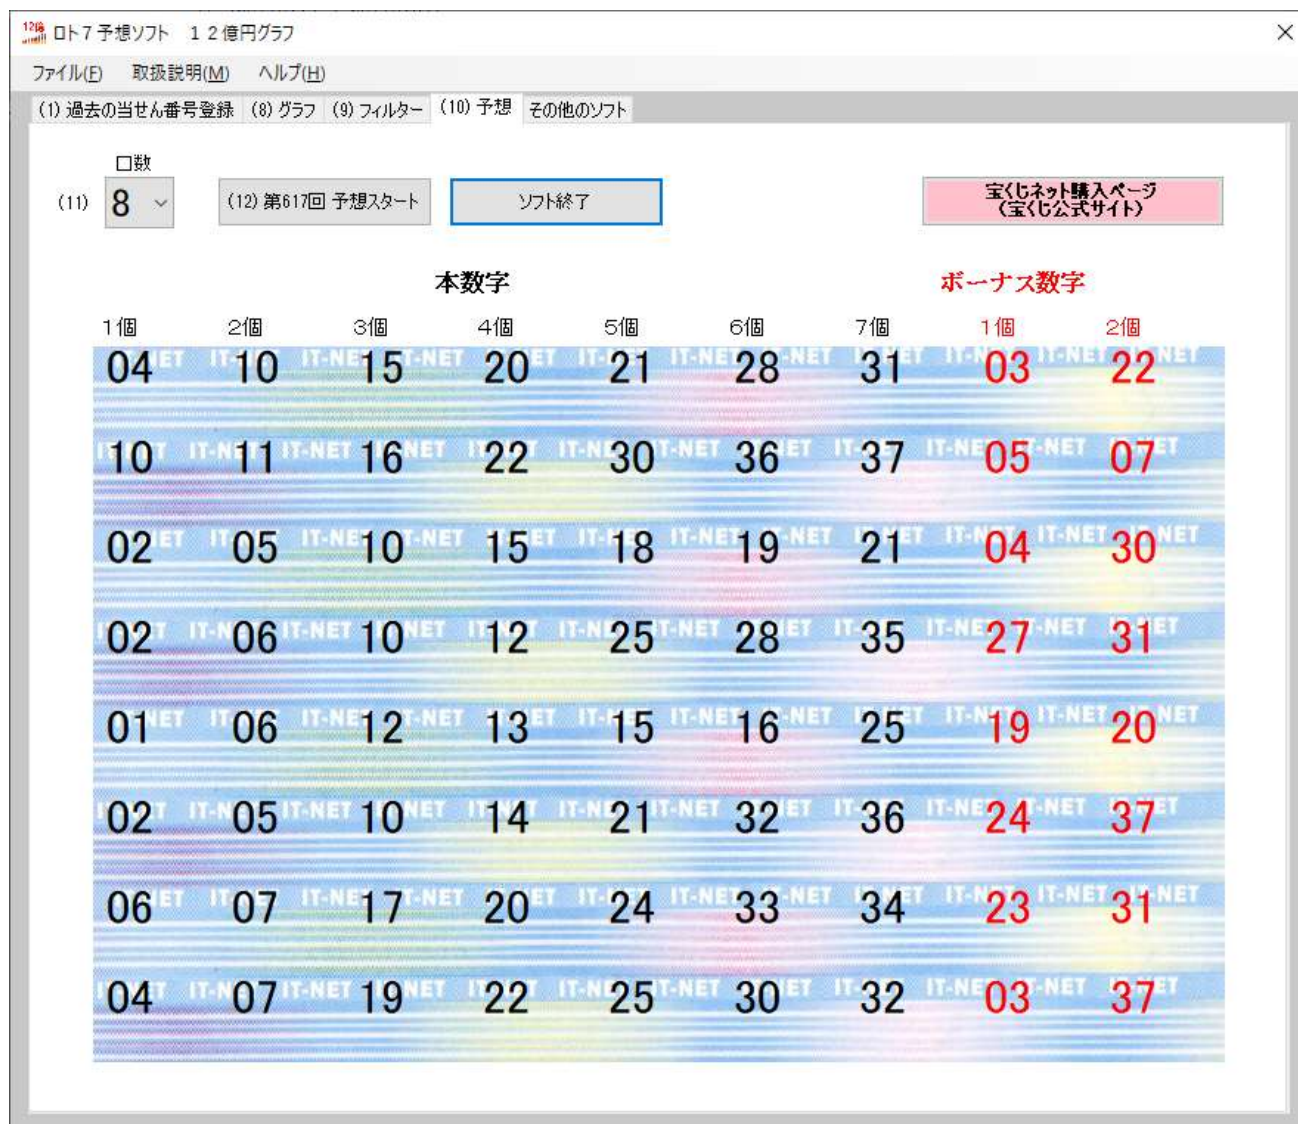 12億 ロト7予想ソフト １２億円グラフ
ファイル(F) 取扱説明(M) ヘルプ(H)
(1) 過去の当せん番号登録 (8) グラフ (9) フィルター (10) 予想 その他のソフト
口数
(11) 8 (12) 第617回 予想スタート ソフト終了 宝くじネット購入ページ
（宝くじ公式サイト）
本数字 ボーナス数字
1個 2個 3個 4個 5個 6個 7個 1個 2個
04 10 15 20 21 28 31 03 22
10 11 16 22 30 36 37 05 07
02 05 10 15 18 19 21 04 30
02 06 10 12 25 28 35 27 31
01 06 12 13 15 16 25 19 20
02 05 10 14 21 32 36 24 37
06 07 17 20 24 33 34 23 31
04 07 19 22 25 30 32 03 37